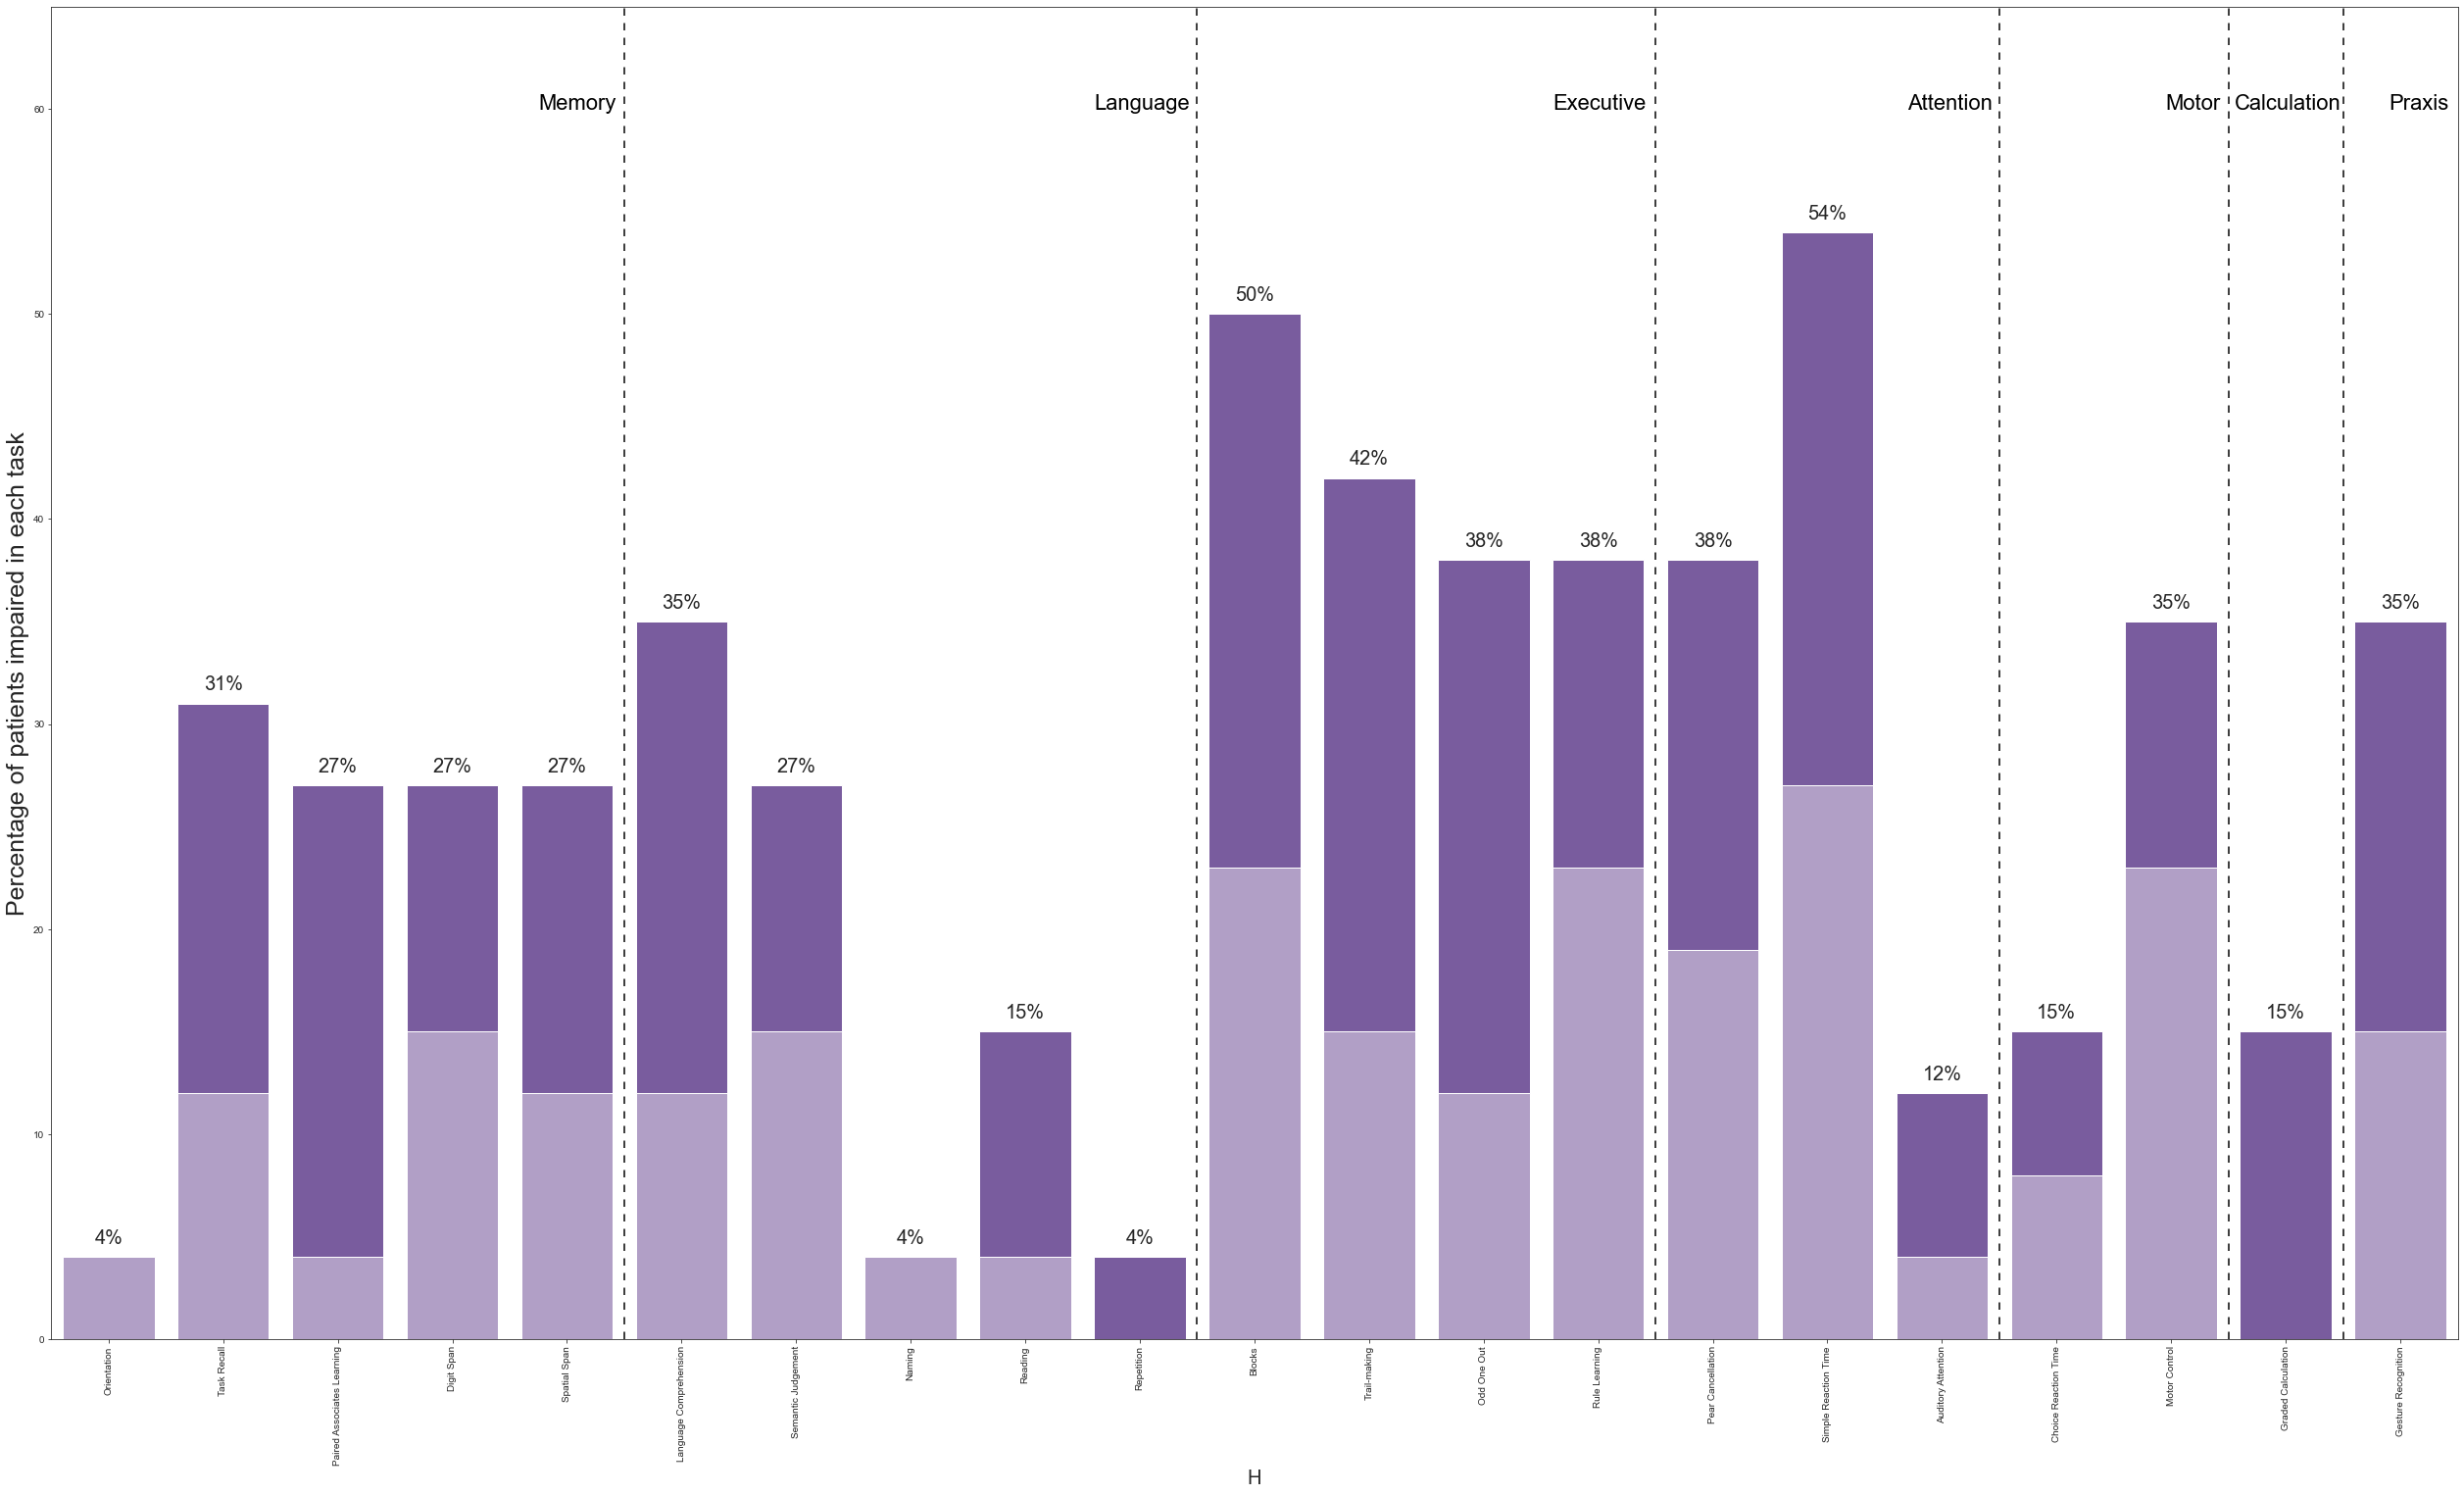 Memory
Language
Executive
Attention
Motor
Calculation
Praxis
Percentage of patients impaired in each task
60
50
40
30
20
10
0
4%
31%
27%
27%
27%
35%
27%
4%
15%
4%
50%
42%
38%
38%
38%
54%
12%
15%
35%
15%
35%
Orientation
Task Recall
Paired Associates Learning
Digit Span
Spatial Span
Language Comprehension
Semantic Judgement
Naming
Reading
Repetition
Blocks
Trail-making
Odd One Out
Rule Learning
Pear Cancellation
Simple Reaction Time
Auditory Attention
Choice Reaction Time
Motor Control
Graded Calculation
Gesture Recognition
H